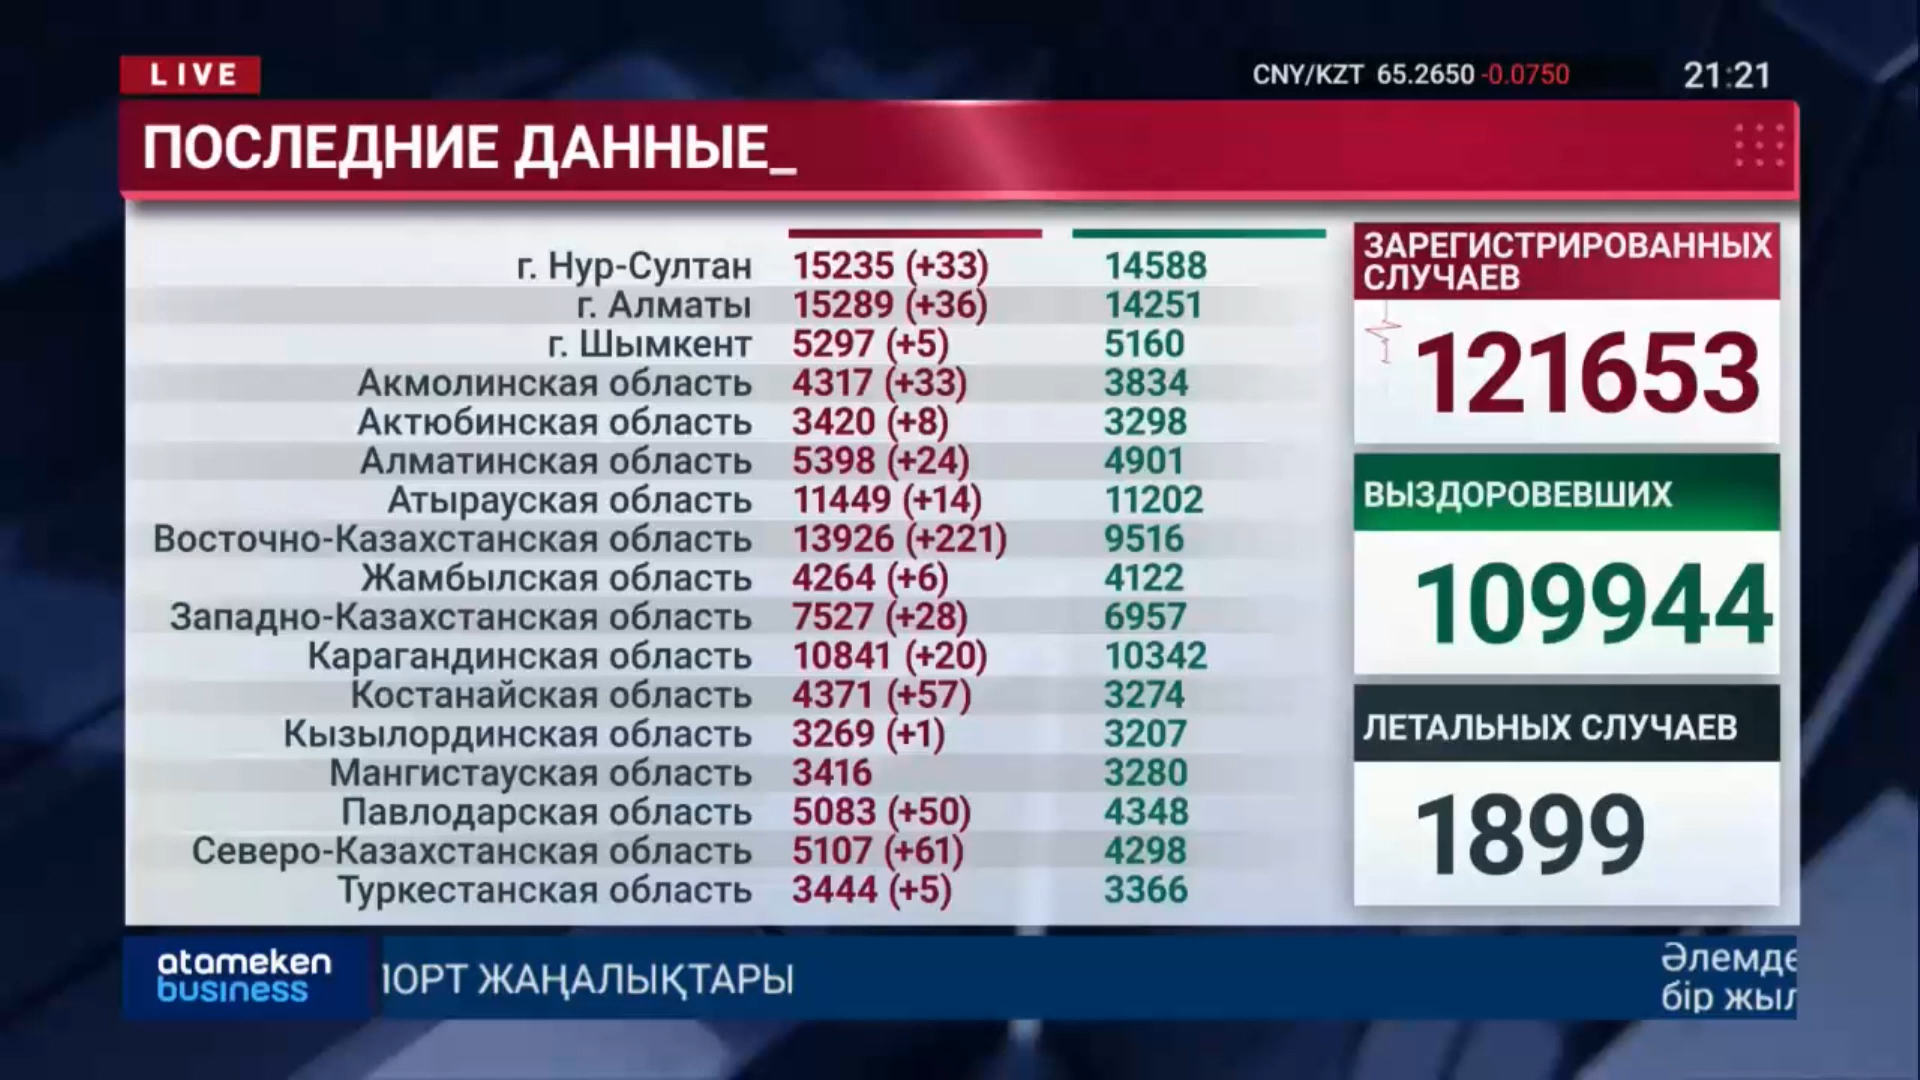 LIVE
CNY/KZT 65.2650 -0.0750
21:21
ПОСЛЕДНИЕ ДАННЫЕ_
г. Нур-Султан 15235 (+33) 14588
г. Алматы 15289 (+36) 14251
г. Шымкент 5297 (+5) 5160
Акмолинская область 4317 (+33) 3834
Актюбинская область 3420 (+8) 3298
Алматинская область 5398 (+24) 4901
Атырауская область 11449 (+14) 11202
Восточно-Казахстанская область 13926 (+221) 9516
Жамбылская область 4264 (+6) 4122
Западно-Казахстанская область 7527 (+28) 6957
Карагандинская область 10841 (+20) 10342
Костанайская область 4371 (+57) 3274
Кызылординская область 3269 (+1) 3207
Мангистауская область 3416 3280
Павлодарская область 5083 (+50) 4348
Северо-Казахстанская область 5107 (+61) 4298
Туркестанская область 3444 (+5) 3366
ЗАРЕГИСТРИРОВАННЫХ
СЛУЧАЕВ
121653
ВЫЗДОРОВЕВШИХ
109944
ЛЕТАЛЬНЫХ СЛУЧАЕВ
1899
atameken
business
ПОРТ ЖАҢАЛЫҚТАРЫ
Әлемде
бір жыл